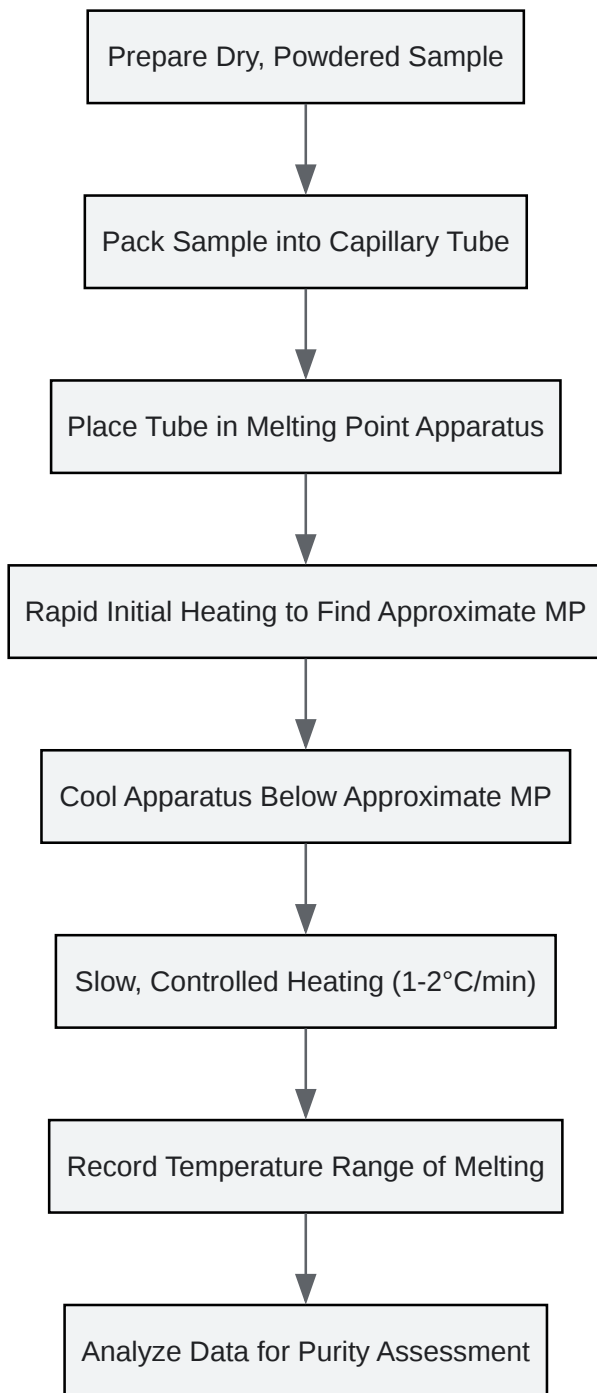 Prepare Dry, Powdered Sample
Pack Sample into Capillary Tube
Place Tube in Melting Point Apparatus
Rapid Initial Heating to Find Approximate MP
Cool Apparatus Below Approximate MP
Slow, Controlled Heating (1-2°C/min)
Record Temperature Range of Melting
Analyze Data for Purity Assessment